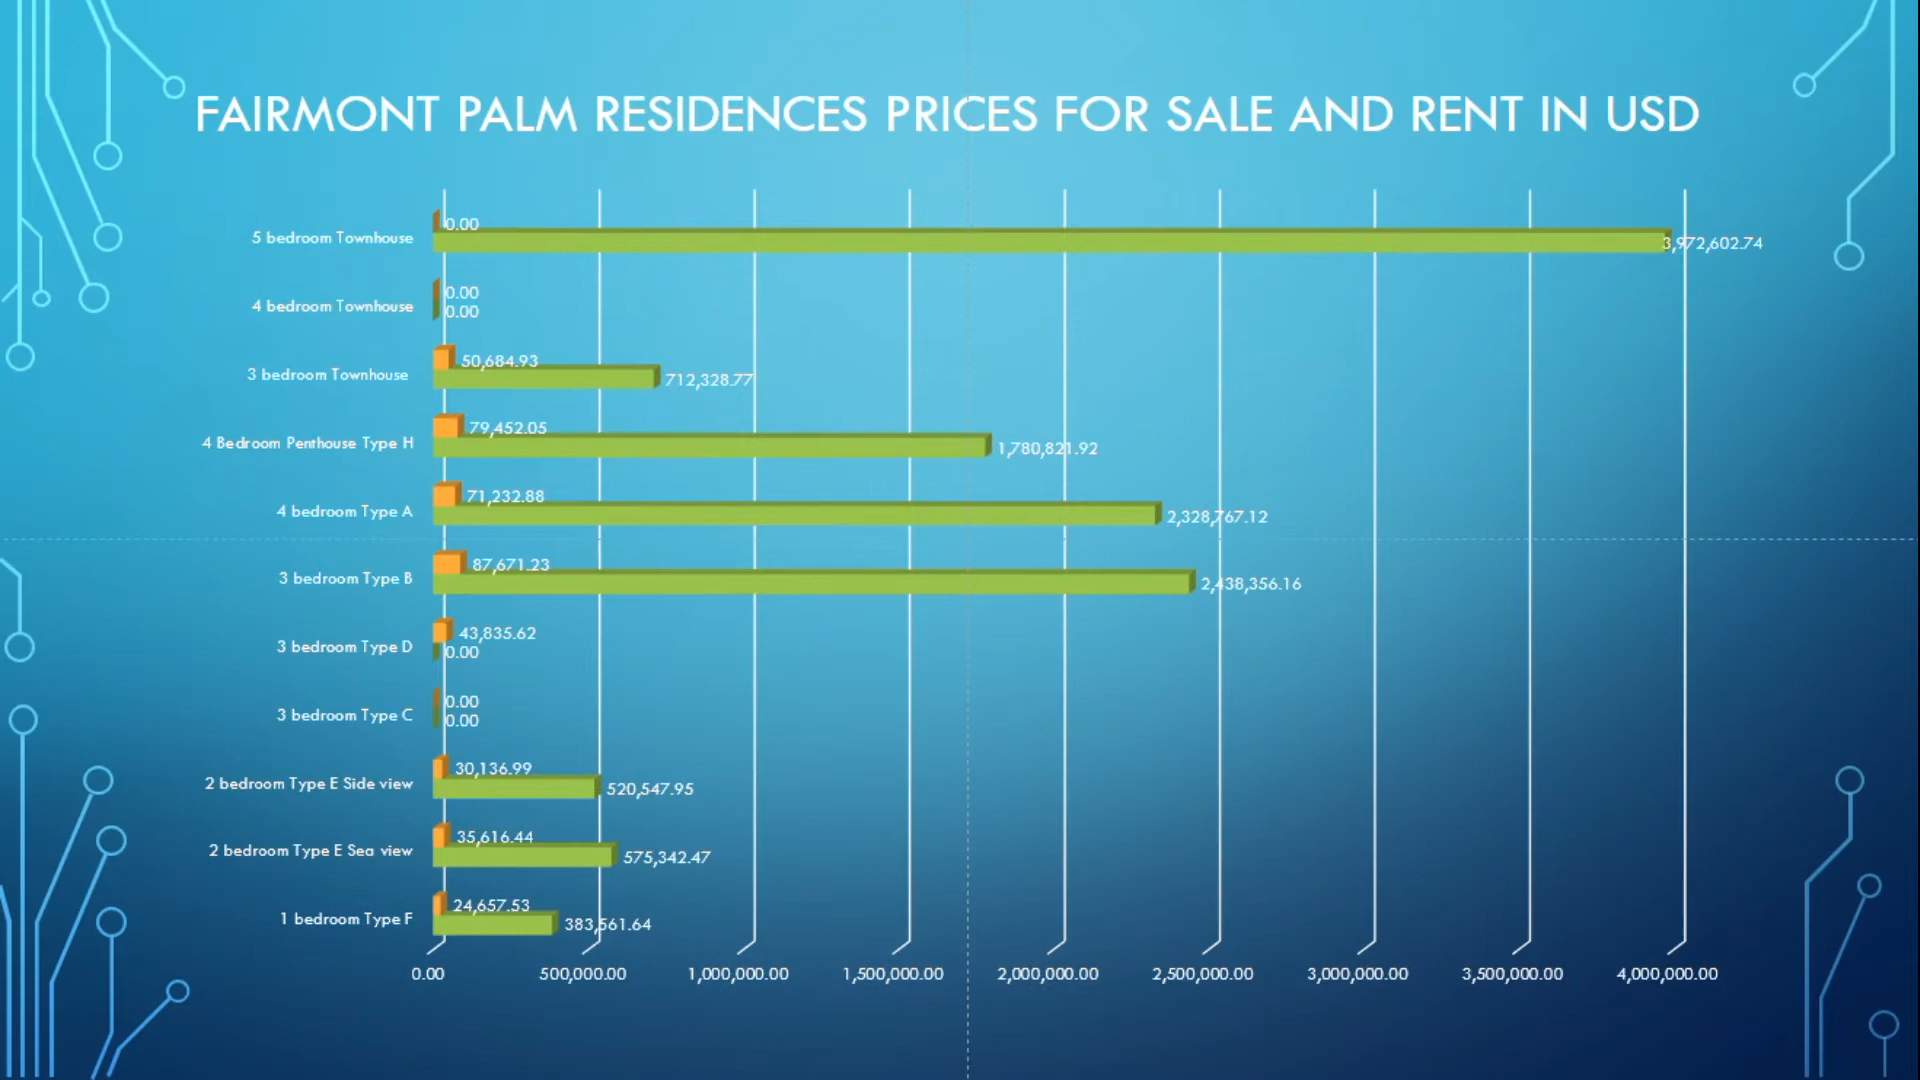 FAIRMONT PALM RESIDENCES PRICES FOR SALE AND RENT IN USD
0.00
5 bedroom Townhouse
3,972,602.74
0.00
4 bedroom Townhouse
0.00
50,684.93
3 bedroom Townhouse
712,328.77
79,452.05
4 Bedroom Penthouse Type H
1,780,821.92
71,232.88
4 bedroom Type A
2,328,767.12
87,671.23
3 bedroom Type B
2,438,356.16
43,835.62
3 bedroom Type D
0.00
0.00
3 bedroom Type C
0.00
30,136.99
2 bedroom Type E Side view
520,547.95
35,616.44
2 bedroom Type E Sea view
575,342.47
24,657.53
1 bedroom Type F
383,561.64
0.00 500,000.00 1,000,000.00 1,500,000.00 2,000,000.00 2,500,000.00 3,000,000.00 3,500,000.00 4,000,000.00